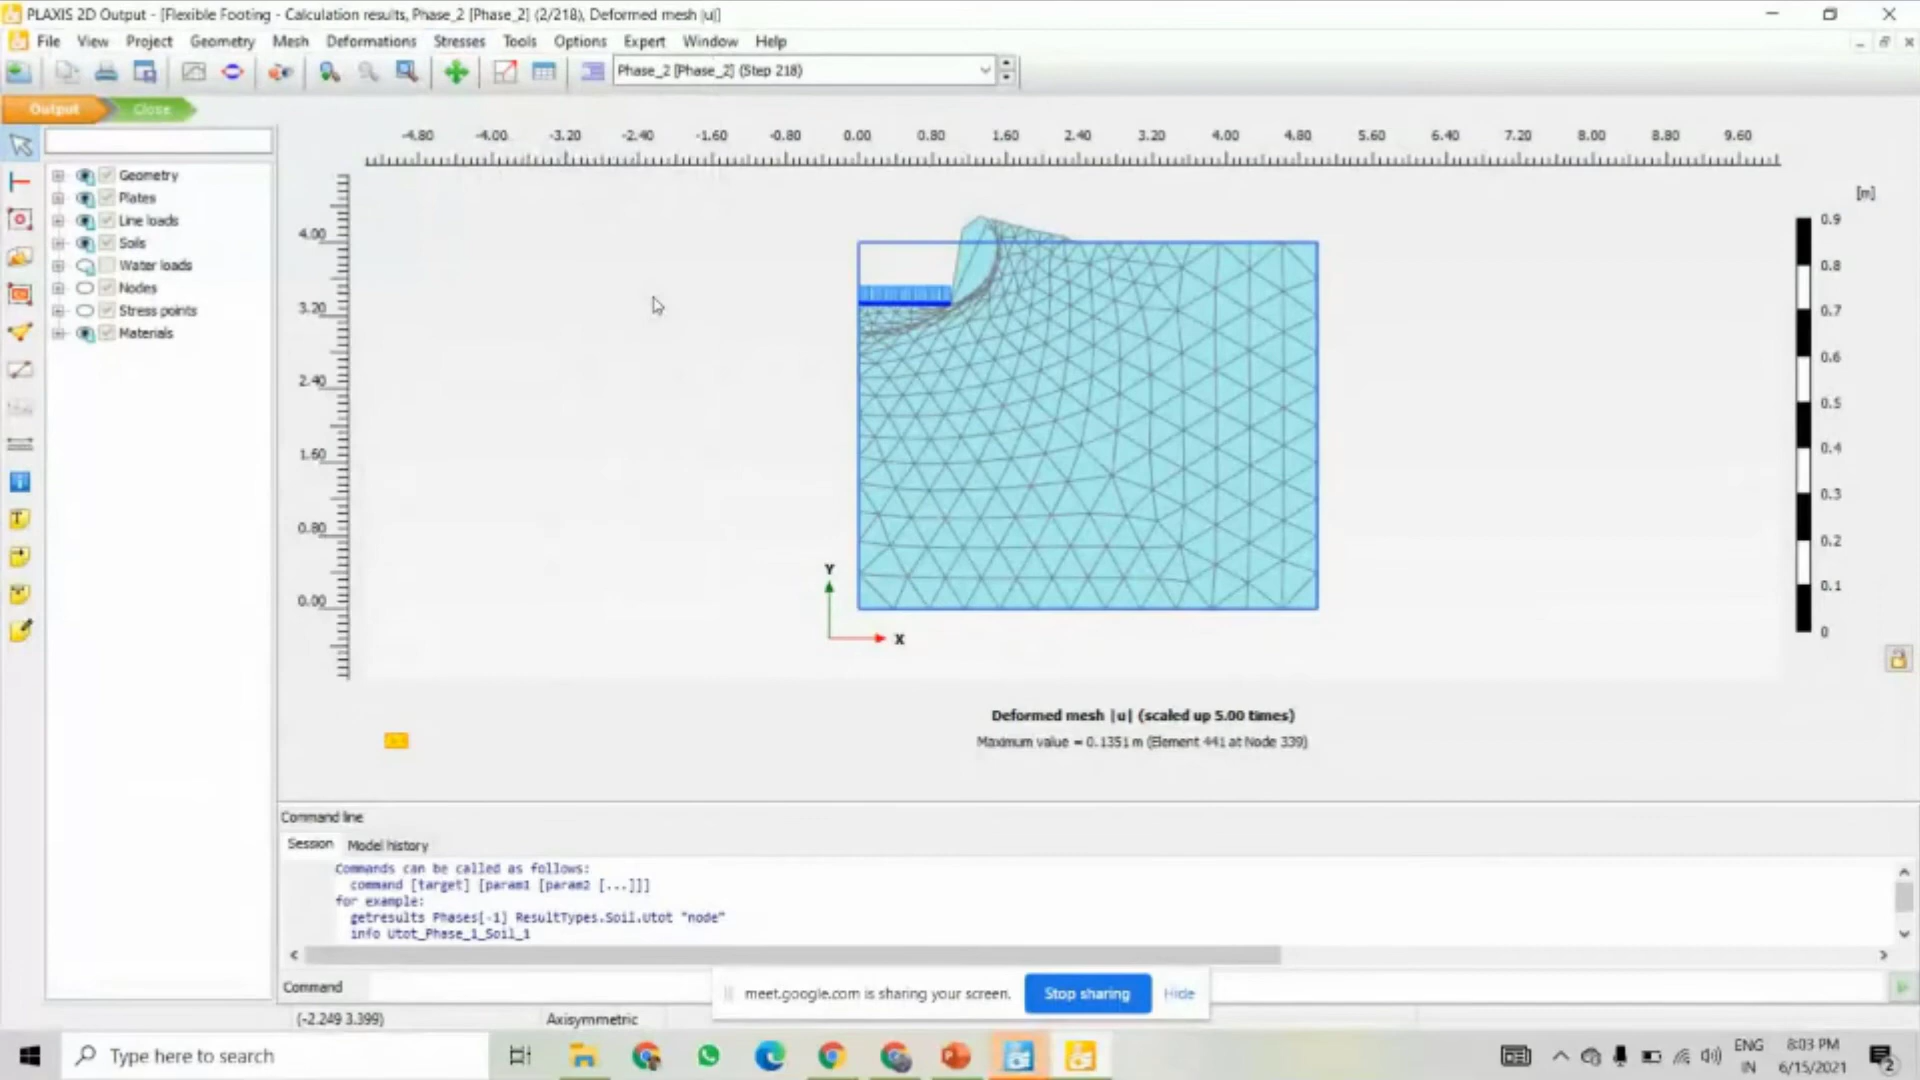 PLAXIS 2D Output - [Flexible Footing - Calculation results, Phase_2 [Phase_2] (2/218), Deformed mesh |u|]
File View Project Geometry Mesh Deformations Stresses Tools Options Expert Window Help
Phase_2 [Phase_2] (Step 218)
Output Close
-4.80 -4.00 -3.20 -2.40 -1.60 -0.80 0.00 0.80 1.60 2.40 3.20 4.00 4.80 5.60 6.40 7.20 8.00 8.80 9.60
Geometry
Plates
Line loads
Soils
Water loads
Nodes
Stress points
Materials
4.00
3.20
2.40
1.60
0.80
0.00
[m]
0.9
0.8
0.7
0.6
0.5
0.4
0.3
0.2
0.1
0
Y
X
Deformed mesh |u| (scaled up 5.00 times)
Maximum value = 0.1351 m (Element 441 at Node 339)
Command line
Session Model history
Commands can be called as follows:
command [target] [param1 [param2 [...]]]
for example:
getresults Phases[-1] ResultTypes.Soil.Utot "node"
info Utot_Phase_1_Soil_1
Command
meet.google.com is sharing your screen. Stop sharing Hide
(-2.249 3.399) Axisymmetric
Type here to search
ENG
IN
8:03 PM
6/15/2021
2